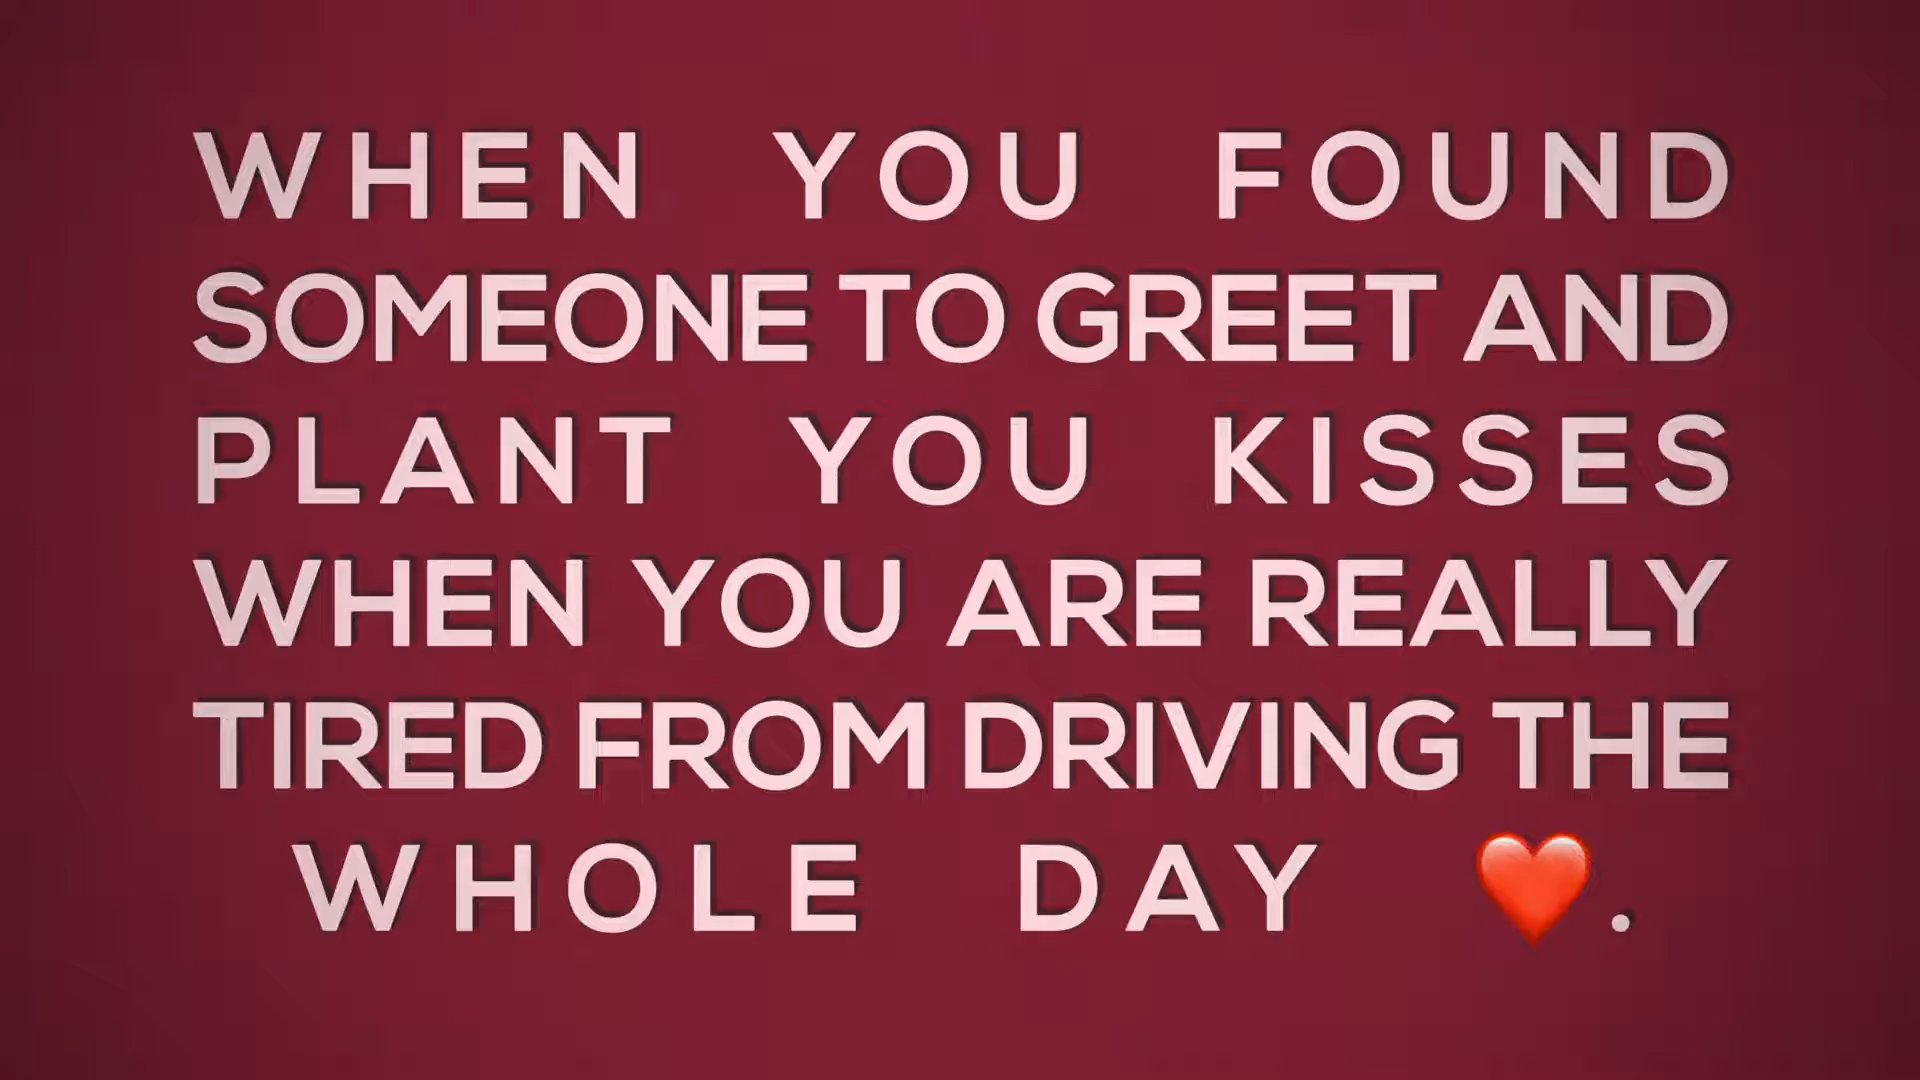 WHEN YOU FOUND
SOMEONE TO GREET AND
PLANT YOU KISSES
WHEN YOU ARE REALLY
TIRED FROM DRIVING THE
WHOLE DAY ❤️.